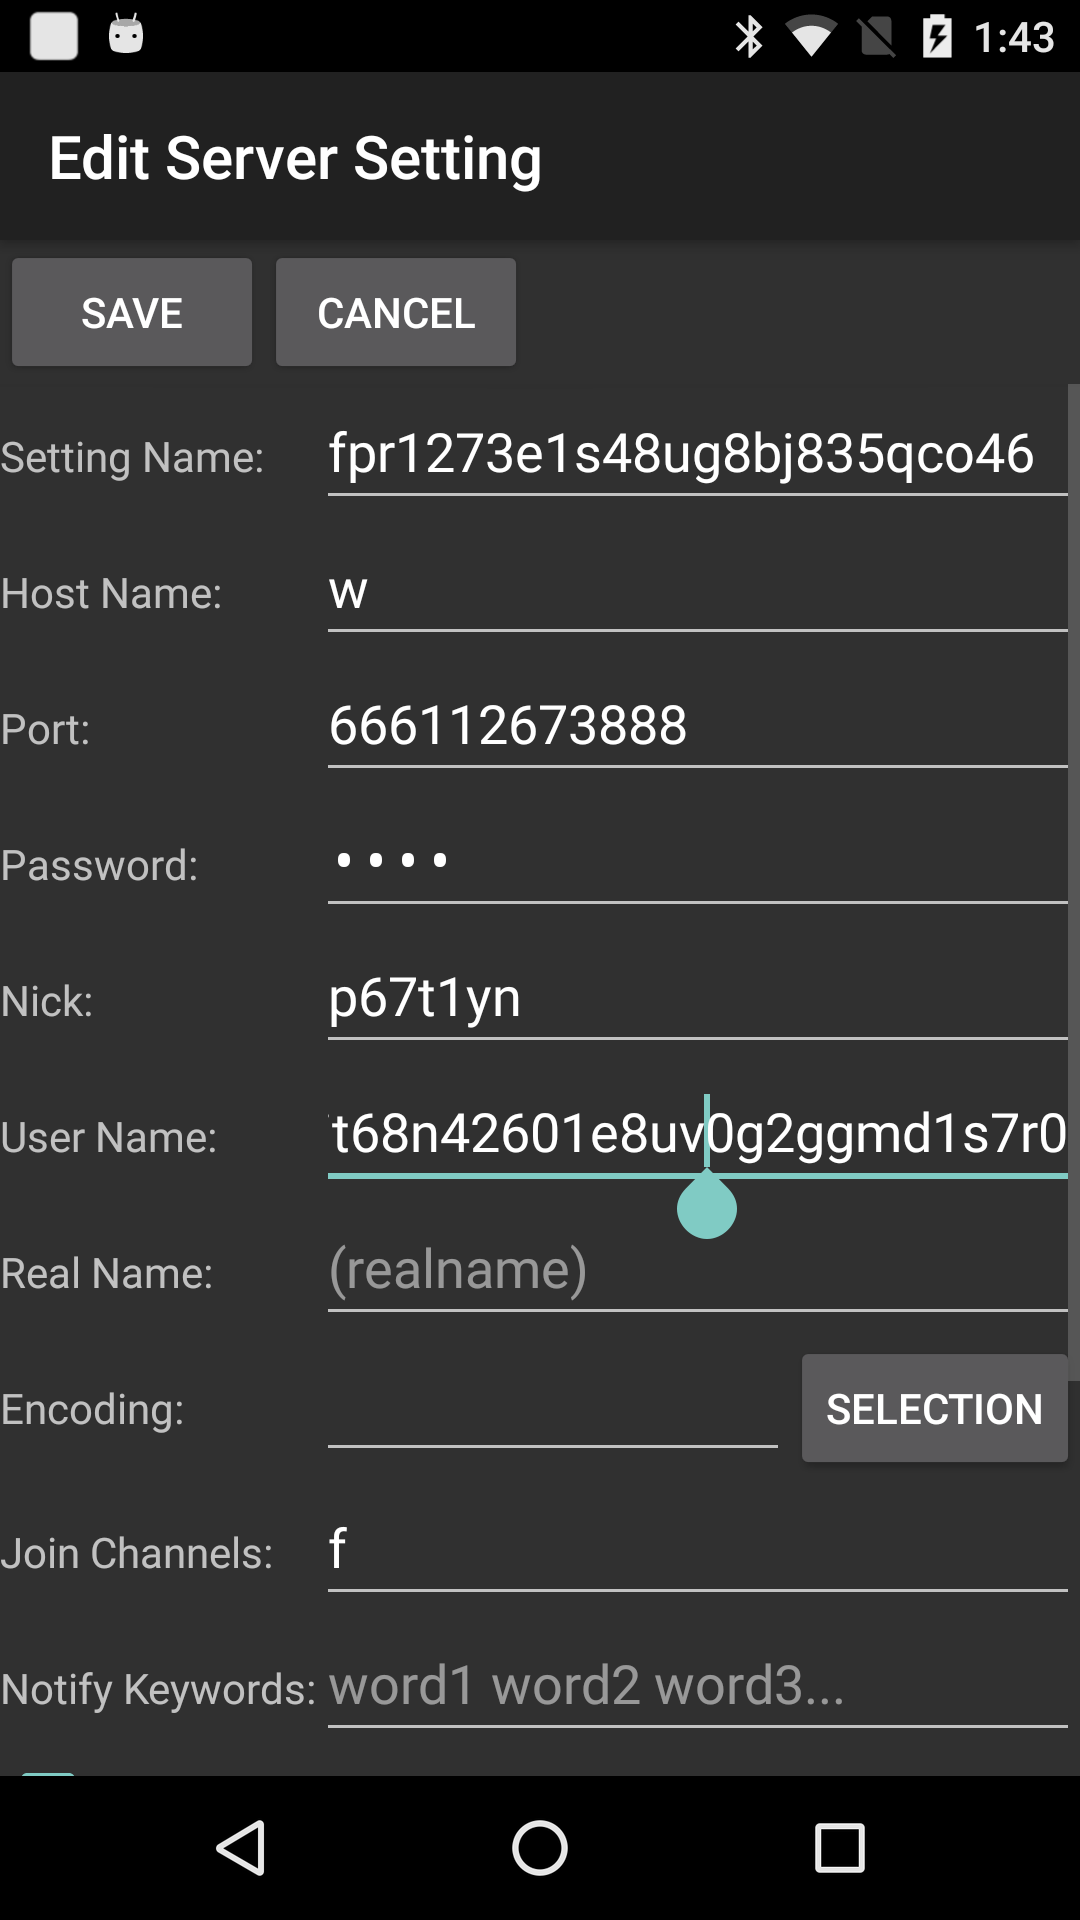 1:43
Edit Server Setting
SAVE CANCEL
Setting Name: fpr1273e1s48ug8bj835qco46
Host Name: w
Port: 666112673888
Password: ••••
Nick: p67t1yn
User Name: t68n42601e8uv0g2ggmd1s7r0
Real Name: (realname)
Encoding: SELECTION
Join Channels: f
Notify Keywords: word1 word2 word3...